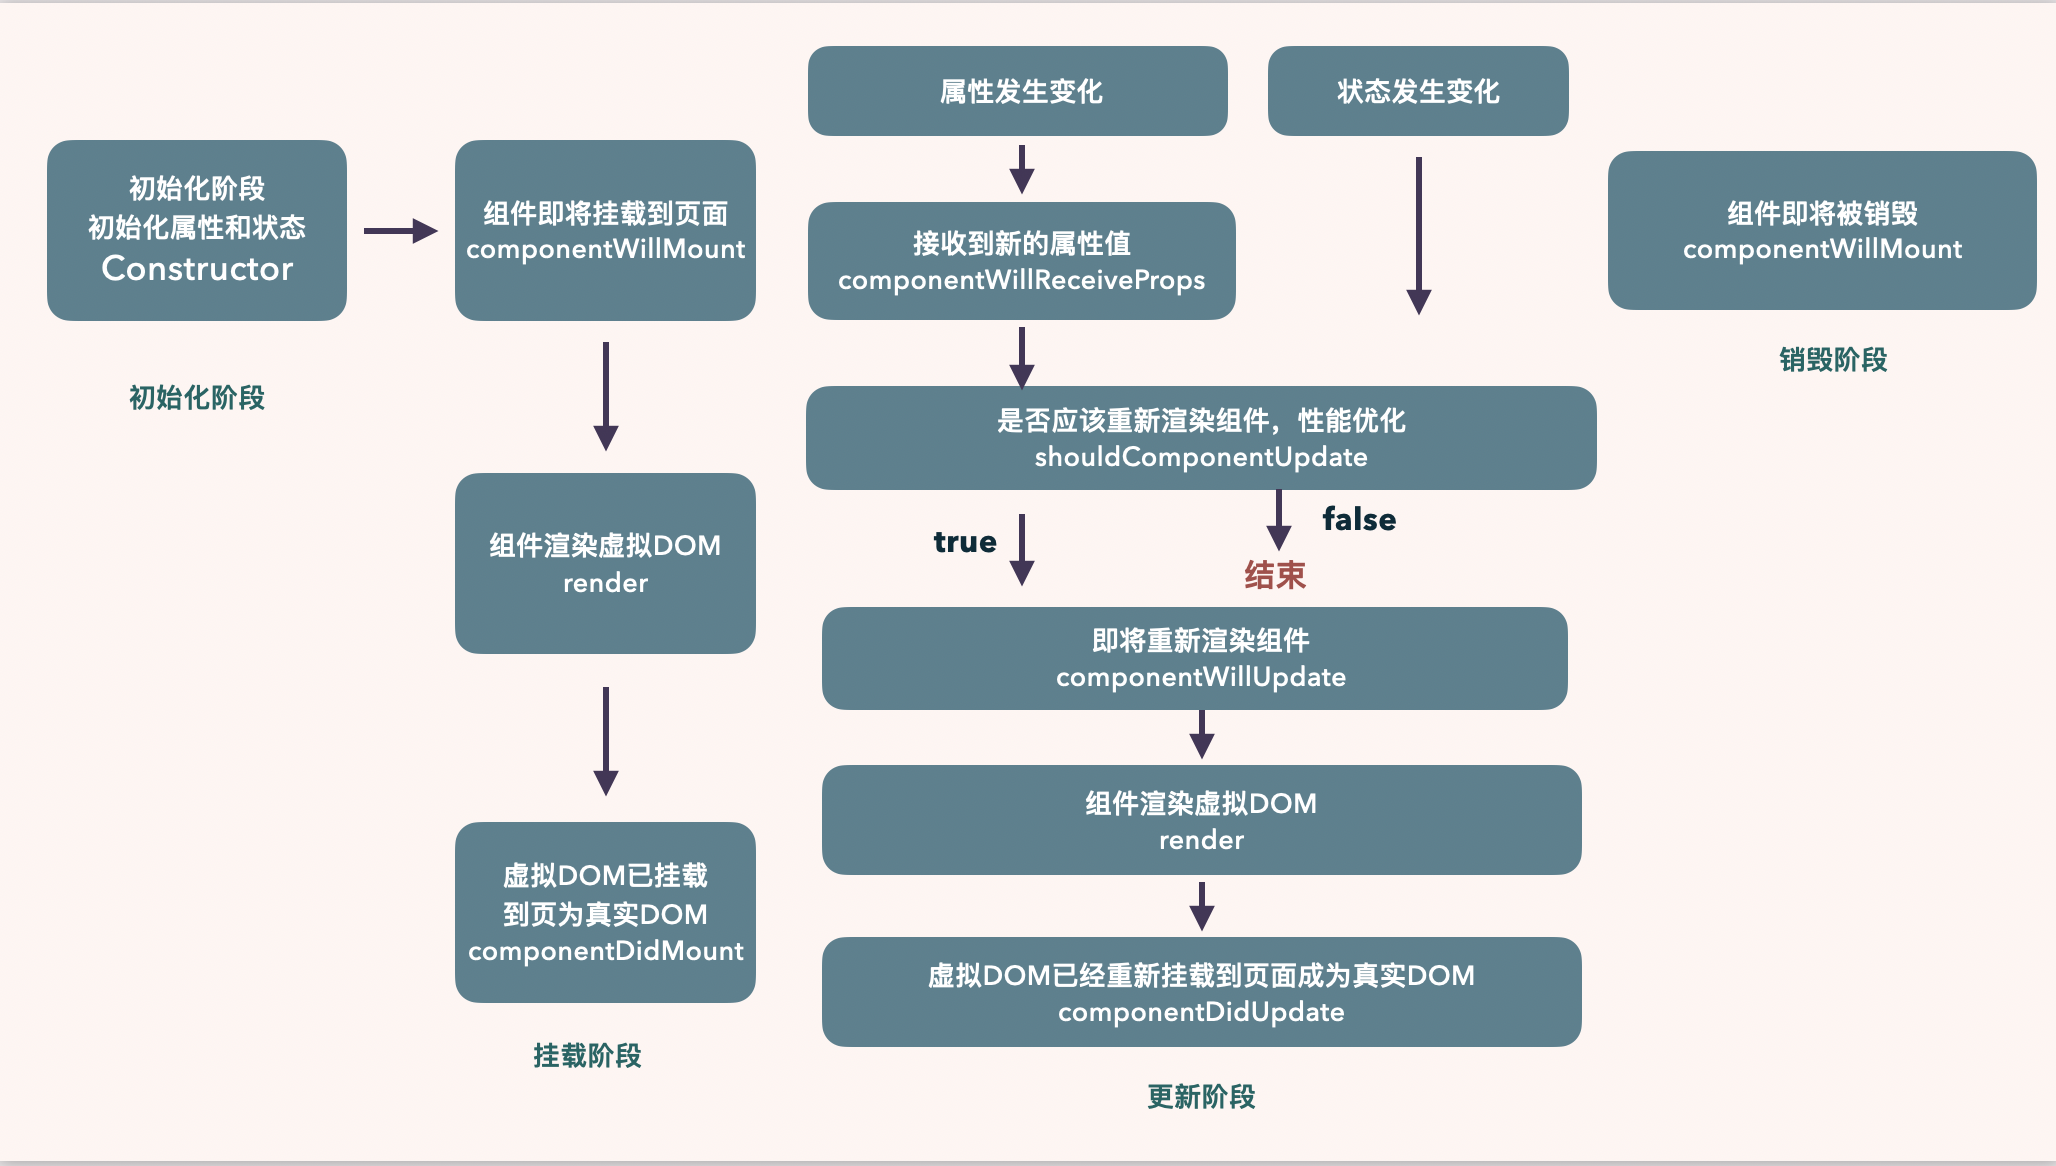 初始化阶段
初始化属性和状态
Constructor
初始化阶段
组件即将挂载到页面
componentWillMount
组件渲染虚拟DOM
render
虚拟DOM已挂载
到页为真实DOM
componentDidMount
挂载阶段
属性发生变化
状态发生变化
接收到新的属性值
componentWillReceiveProps
是否应该重新渲染组件，性能优化
shouldComponentUpdate
true
false
结束
即将重新渲染组件
componentWillUpdate
组件渲染虚拟DOM
render
虚拟DOM已经重新挂载到页面成为真实DOM
componentDidUpdate
更新阶段
组件即将被销毁
componentWillMount
销毁阶段